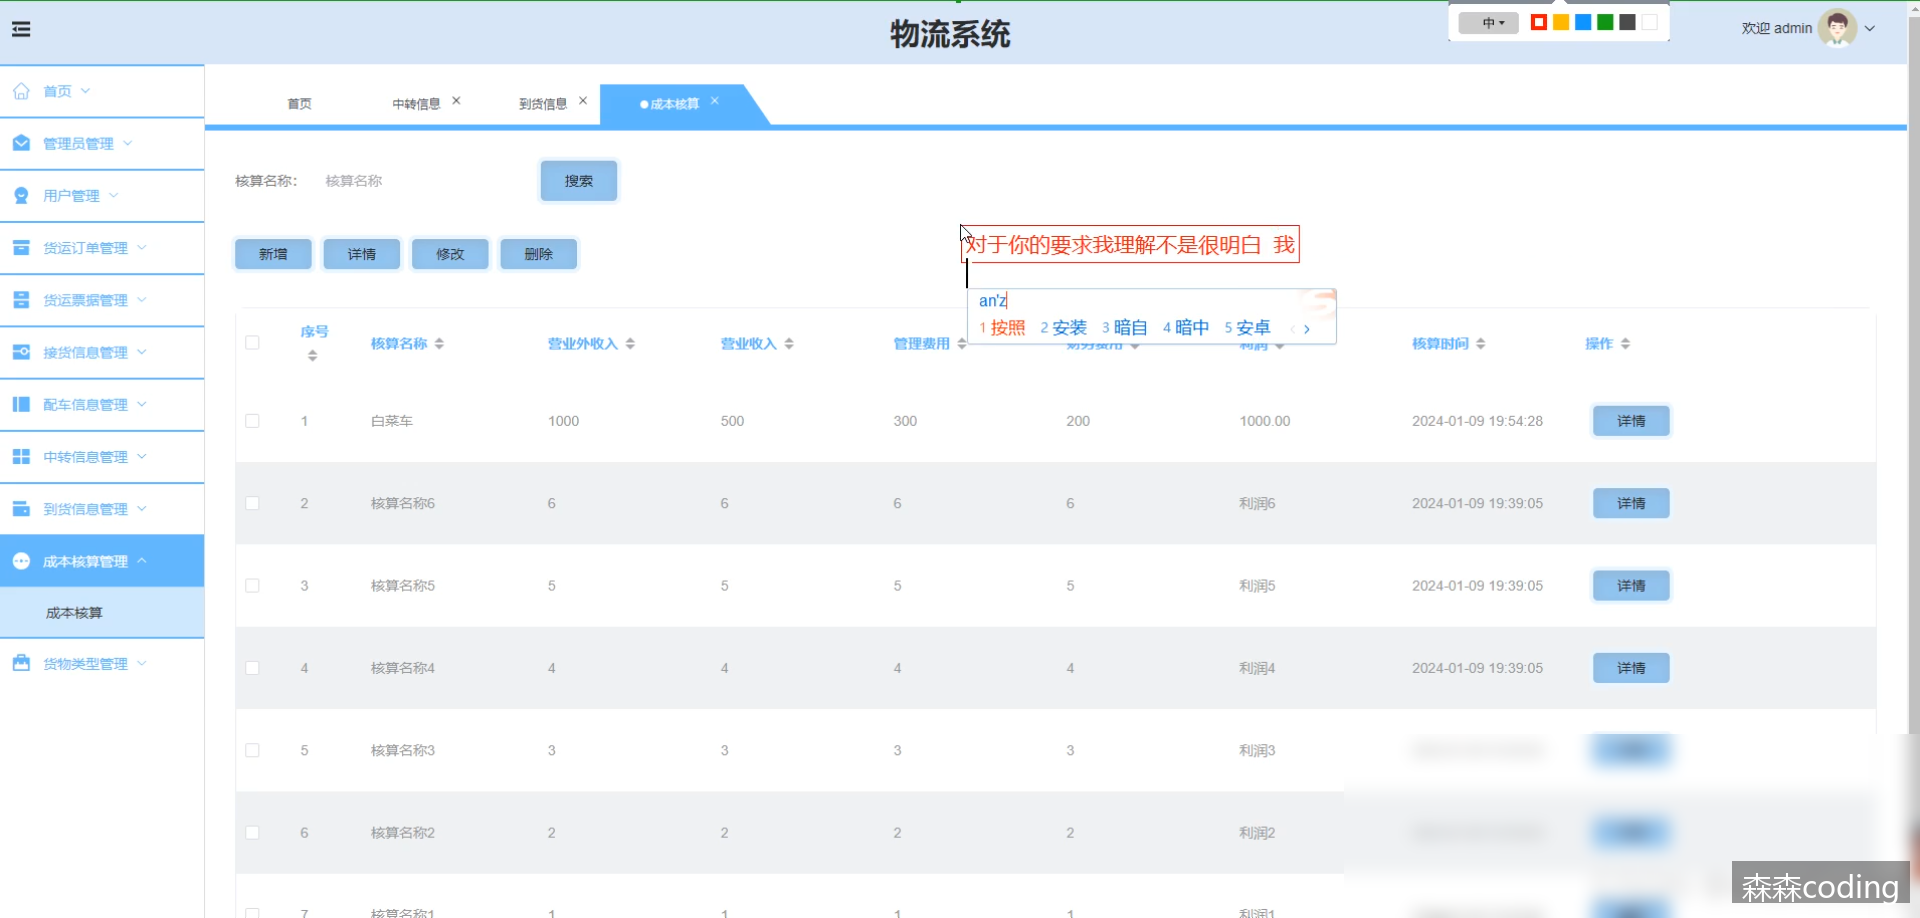 物流系统
中
欢迎 admin
首页
管理员管理
用户管理
货运订单管理
货运票据管理
接货信息管理
配车信息管理
中转信息管理
到货信息管理
成本核算管理
成本核算
货物类型管理
首页 中转信息 到货信息 成本核算
核算名称： 核算名称 搜索
新增 详情 修改 删除
对于你的要求我理解不是很明白 我
an'z
1 按照 2 安装 3 暗自 4 暗中 5 安卓
序号 核算名称 营业外收入 营业收入 管理费用 财务费用 利润 核算时间 操作
1 白菜车 1000 500 300 200 1000.00 2024-01-09 19:54:28 详情
2 核算名称6 6 6 6 6 利润6 2024-01-09 19:39:05 详情
3 核算名称5 5 5 5 5 利润5 2024-01-09 19:39:05 详情
4 核算名称4 4 4 4 4 利润4 2024-01-09 19:39:05 详情
5 核算名称3 3 3 3 3 利润3
6 核算名称2 2 2 2 2 利润2
7 核算名称1 1 1 1 1 利润1
森森coding